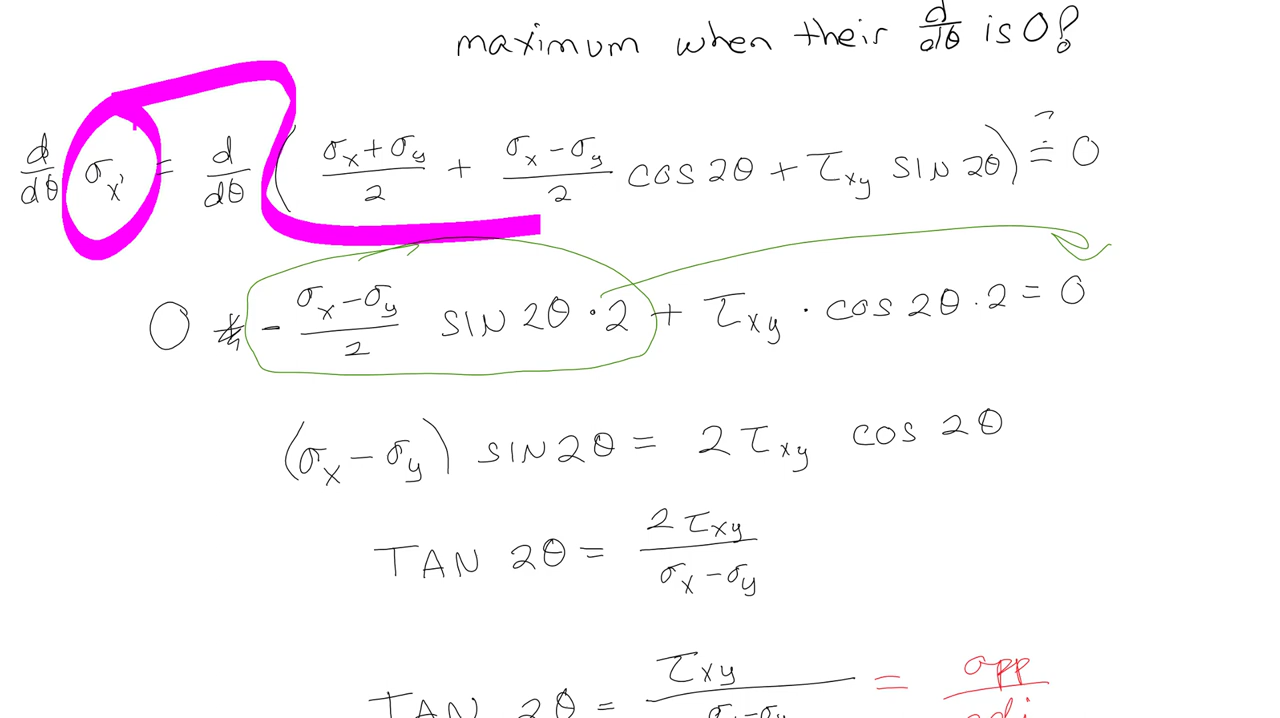 maximum when their d/dθ is 0?
d/dθ σx' = d/dθ ( (σx + σy)/2 + (σx − σy)/2 cos 2θ + τxy sin 2θ ) = 0
0 − (σx − σy)/2 SIN 2θ · 2 + τxy · cos 2θ · 2 = 0
(σx − σy) SIN 2θ = 2 τxy cos 2θ
TAN 2θ = 2 τxy / (σx − σy)
TAN 2θ = τxy / = opp /